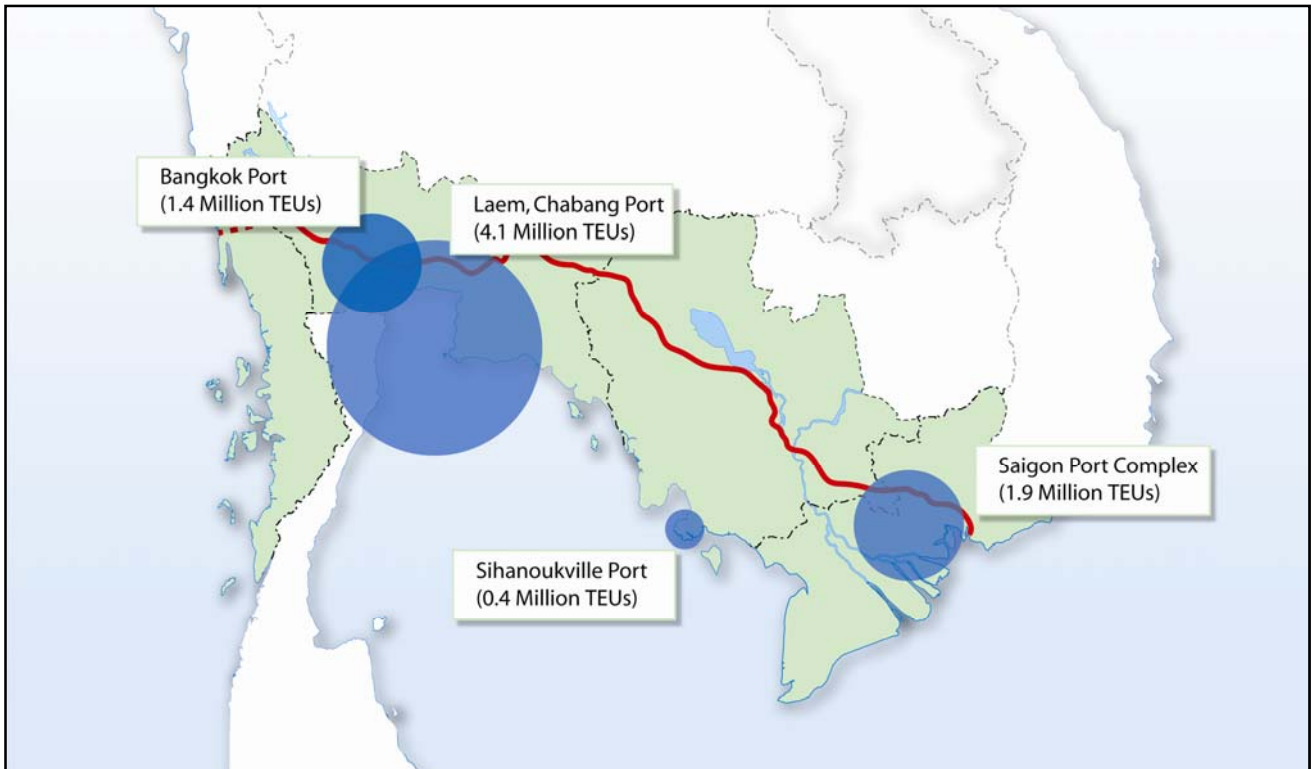 Bangkok Port
(1.4 Million TEUs)
Laem, Chabang Port
(4.1 Million TEUs)
Saigon Port Complex
(1.9 Million TEUs)
Sihanoukville Port
(0.4 Million TEUs)